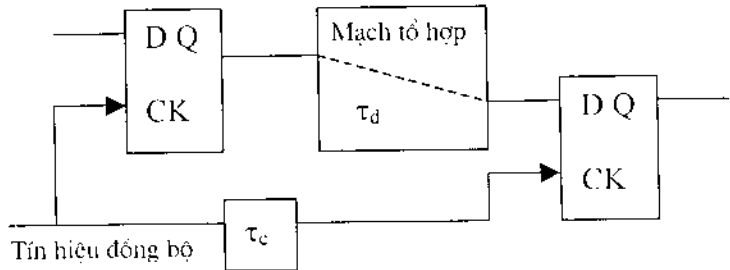 Mạch tổ hợp
D Q
CK
τd
D Q
CK
τc
Tín hiệu đồng bộ